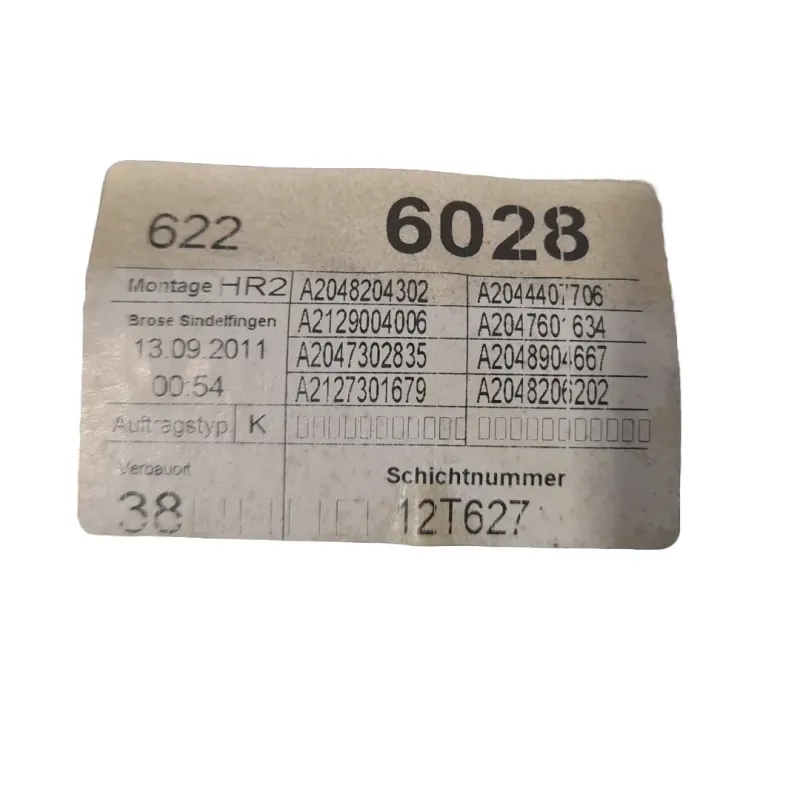 622 6028
Montage HR2 A2048204302 A2044407706
Brose Sindelfingen A2129004006 A2047601634
13.09.2011 A2047302835 A2048904667
00:54 A2127301679 A2048206202
Auftragstyp K
Verbauort Schichtnummer
38 12T627